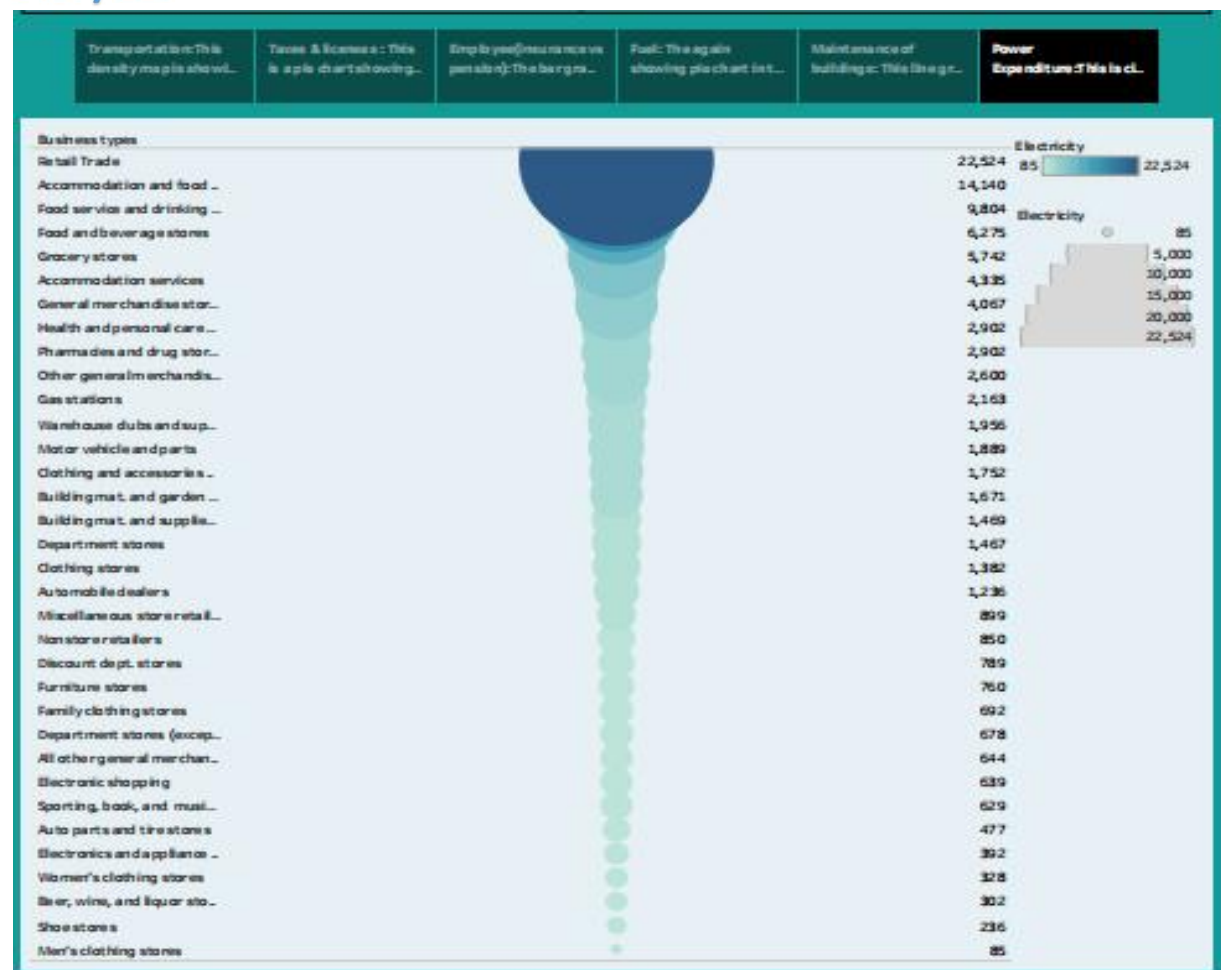 Transportation: This
density map is showi...
Taxes & licenses : This
is a pie chart showing...
Employee(insurance vs
pension): The bar gra...
Fuel: The again
showing pie chart in t...
Maintenance of
buildings: This line gr...
Power
Expenditure: This is ci...
Business types
Retail Trade 22,524
Accommodation and food .. 14,140
Food service and drinking .. 9,804
Food and beverage stores 6,275
Grocery stores 5,742
Accommodation services 4,335
General merchandise stor.. 4,067
Health and personal care .. 2,902
Pharmacies and drug stor.. 2,902
Other general merchandis.. 2,600
Gas stations 2,163
Warehouse clubs and sup.. 1,956
Motor vehicle and parts 1,889
Clothing and accessories .. 1,752
Building mat. and garden .. 1,671
Building mat. and supplie.. 1,469
Department stores 1,467
Clothing stores 1,382
Automobile dealers 1,236
Miscellaneous store retail.. 899
Nonstore retailers 850
Discount dept. stores 789
Furniture stores 760
Family clothing stores 692
Department stores (excep.. 678
All other general merchan.. 644
Electronic shopping 639
Sporting, book, and musi.. 629
Auto parts and tire stores 477
Electronics and appliance .. 392
Women's clothing stores 328
Beer, wine, and liquor sto.. 302
Shoe stores 236
Men's clothing stores 85
Electricity
85 22,524
Electricity
85
5,000
10,000
15,000
20,000
22,524